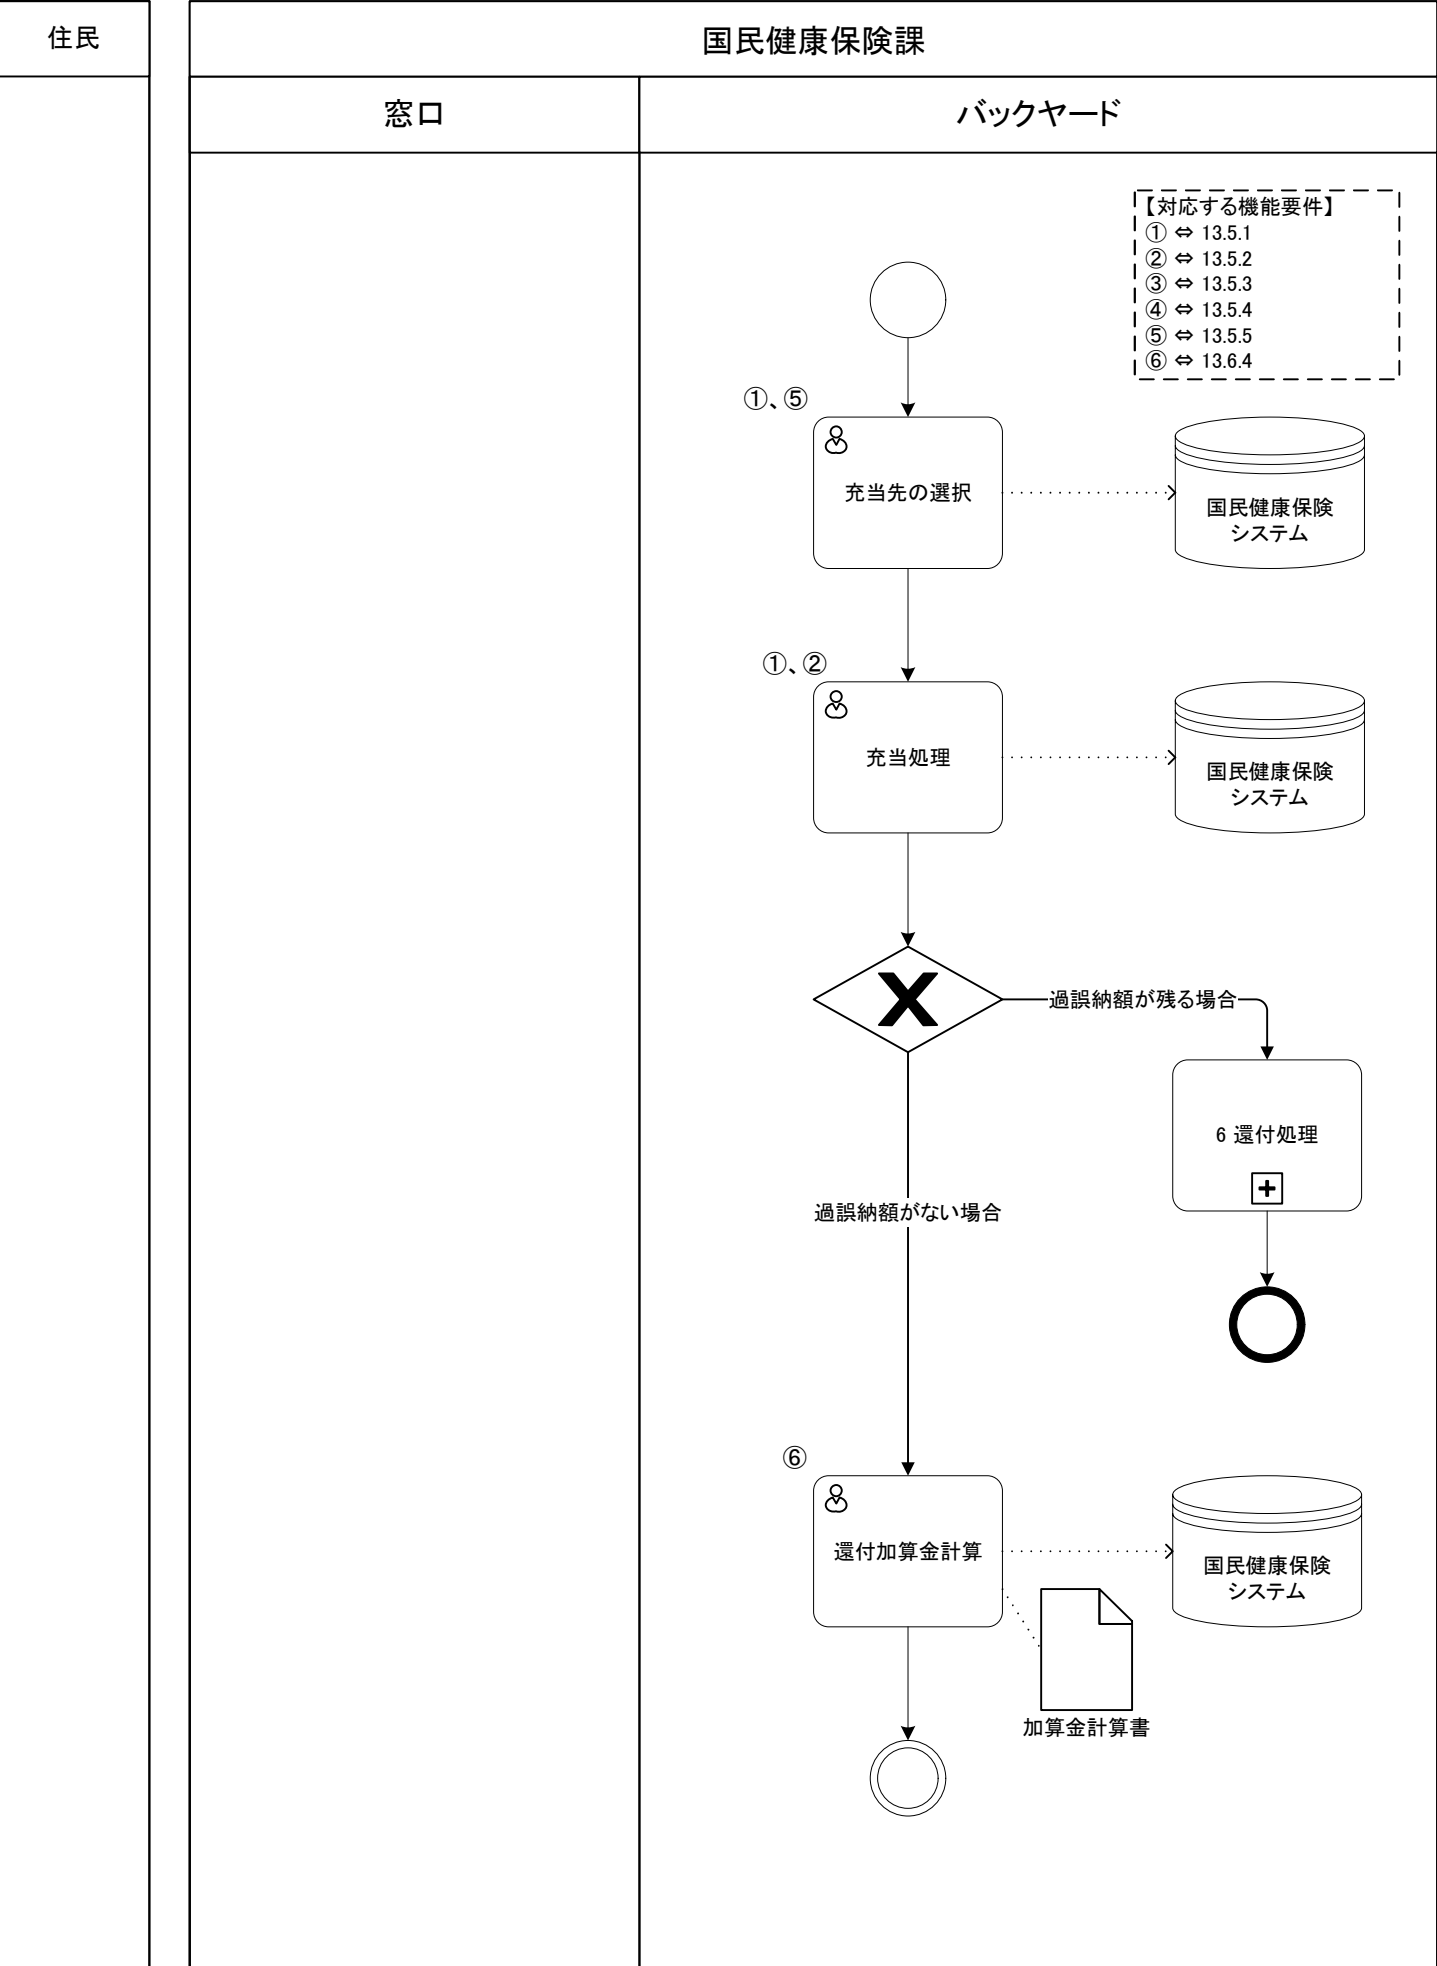 住民
国民健康保険課
窓口
バックヤード
【対応する機能要件】
① ⇔ 13.5.1
② ⇔ 13.5.2
③ ⇔ 13.5.3
④ ⇔ 13.5.4
⑤ ⇔ 13.5.5
⑥ ⇔ 13.6.4
①、⑤
充当先の選択
国民健康保険
システム
①、②
充当処理
国民健康保険
システム
過誤納額が残る場合
6 還付処理
過誤納額がない場合
⑥
還付加算金計算
国民健康保険
システム
加算金計算書